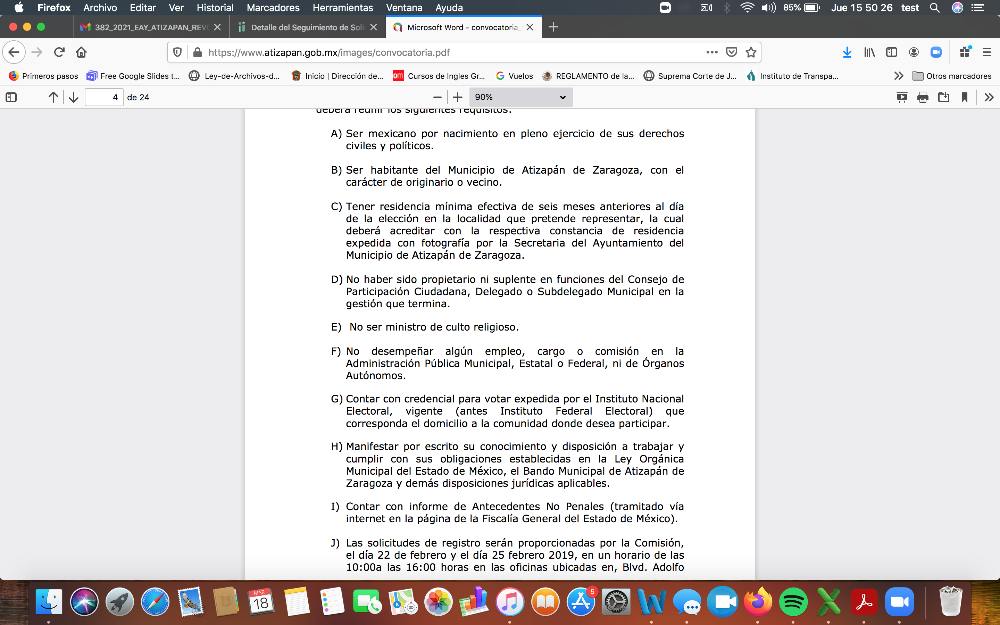 Firefox Archivo Editar Ver Historial Marcadores Herramientas Ventana Ayuda 85% Jue 15 50 26 test
382_2021_EAY_ATIZAPAN_REVO Detalle del Seguimiento de Solic Microsoft Word - convocatoria_
https://www.atizapan.gob.mx/images/convocatoria.pdf
Primeros pasos Free Google Slides t... Ley-de-Archivos-d... Inicio | Dirección de... om Cursos de Ingles Gr... Vuelos REGLAMENTO de la... Suprema Corte de J... Instituto de Transpa... Otros marcadores
4 de 24 90%
deberá reunir los siguientes requisitos:
A) Ser mexicano por nacimiento en pleno ejercicio de sus derechos
civiles y políticos.
B) Ser habitante del Municipio de Atizapán de Zaragoza, con el
carácter de originario o vecino.
C) Tener residencia mínima efectiva de seis meses anteriores al día
de la elección en la localidad que pretende representar, la cual
deberá acreditar con la respectiva constancia de residencia
expedida con fotografía por la Secretaria del Ayuntamiento del
Municipio de Atizapán de Zaragoza.
D) No haber sido propietario ni suplente en funciones del Consejo de
Participación Ciudadana, Delegado o Subdelegado Municipal en la
gestión que termina.
E) No ser ministro de culto religioso.
F) No desempeñar algún empleo, cargo o comisión en la
Administración Pública Municipal, Estatal o Federal, ni de Órganos
Autónomos.
G) Contar con credencial para votar expedida por el Instituto Nacional
Electoral, vigente (antes Instituto Federal Electoral) que
corresponda el domicilio a la comunidad donde desea participar.
H) Manifestar por escrito su conocimiento y disposición a trabajar y
cumplir con sus obligaciones establecidas en la Ley Orgánica
Municipal del Estado de México, el Bando Municipal de Atizapán de
Zaragoza y demás disposiciones jurídicas aplicables.
I) Contar con informe de Antecedentes No Penales (tramitado vía
internet en la página de la Fiscalía General del Estado de México).
J) Las solicitudes de registro serán proporcionadas por la Comisión,
el día 22 de febrero y el día 25 febrero 2019, en un horario de las
10:00a las 16:00 horas en las oficinas ubicadas en, Blvd. Adolfo
MAR
18
3D
5